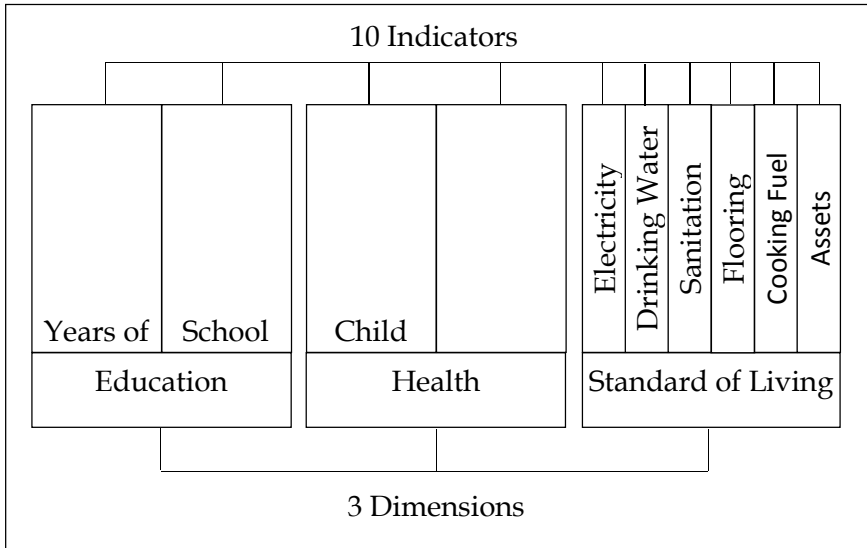 10 Indicators
Years of
School
Child
Electricity
Drinking Water
Sanitation
Flooring
Cooking Fuel
Assets
Education
Health
Standard of Living
3 Dimensions